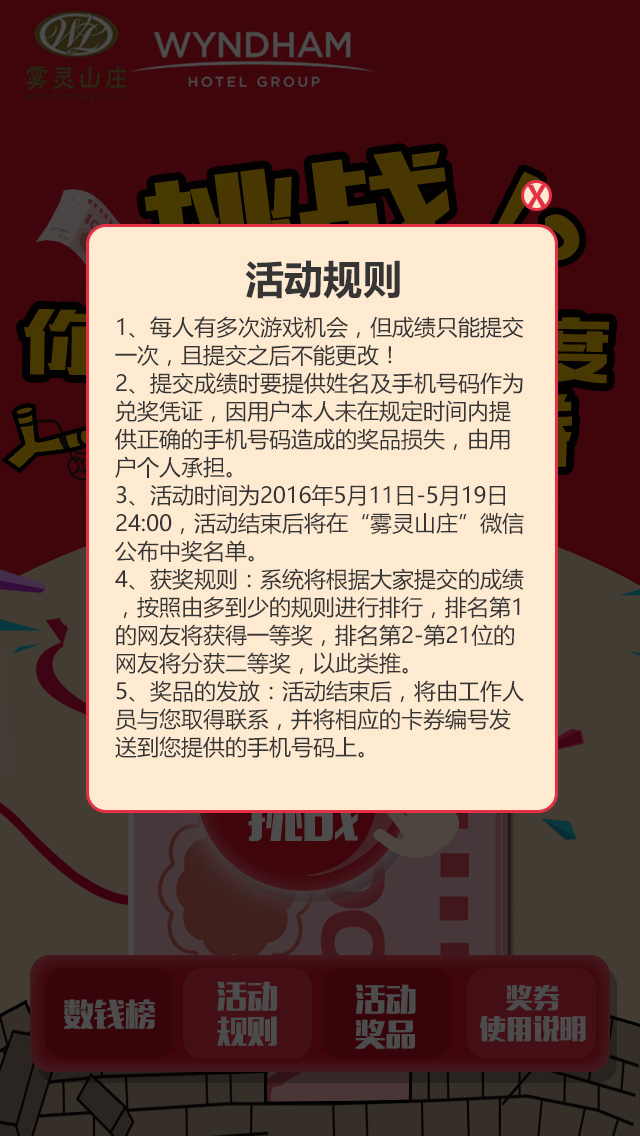 雾灵山庄
WYNDHAM
HOTEL GROUP
挑战
X
你
度
活动规则
1、每人有多次游戏机会，但成绩只能提交
一次，且提交之后不能更改！
2、提交成绩时要提供姓名及手机号码作为
兑奖凭证，因用户本人未在规定时间内提
供正确的手机号码造成的奖品损失，由用
户个人承担。
3、活动时间为2016年5月11日-5月19日
24:00，活动结束后将在“雾灵山庄”微信
公布中奖名单。
4、获奖规则：系统将根据大家提交的成绩
，按照由多到少的规则进行排行，排名第1
的网友将获得一等奖，排名第2-第21位的
网友将分获二等奖，以此类推。
5、奖品的发放：活动结束后，将由工作人
员与您取得联系，并将相应的卡券编号发
送到您提供的手机号码上。
挑战
数钱榜
活动
规则
活动
奖品
奖券
使用说明